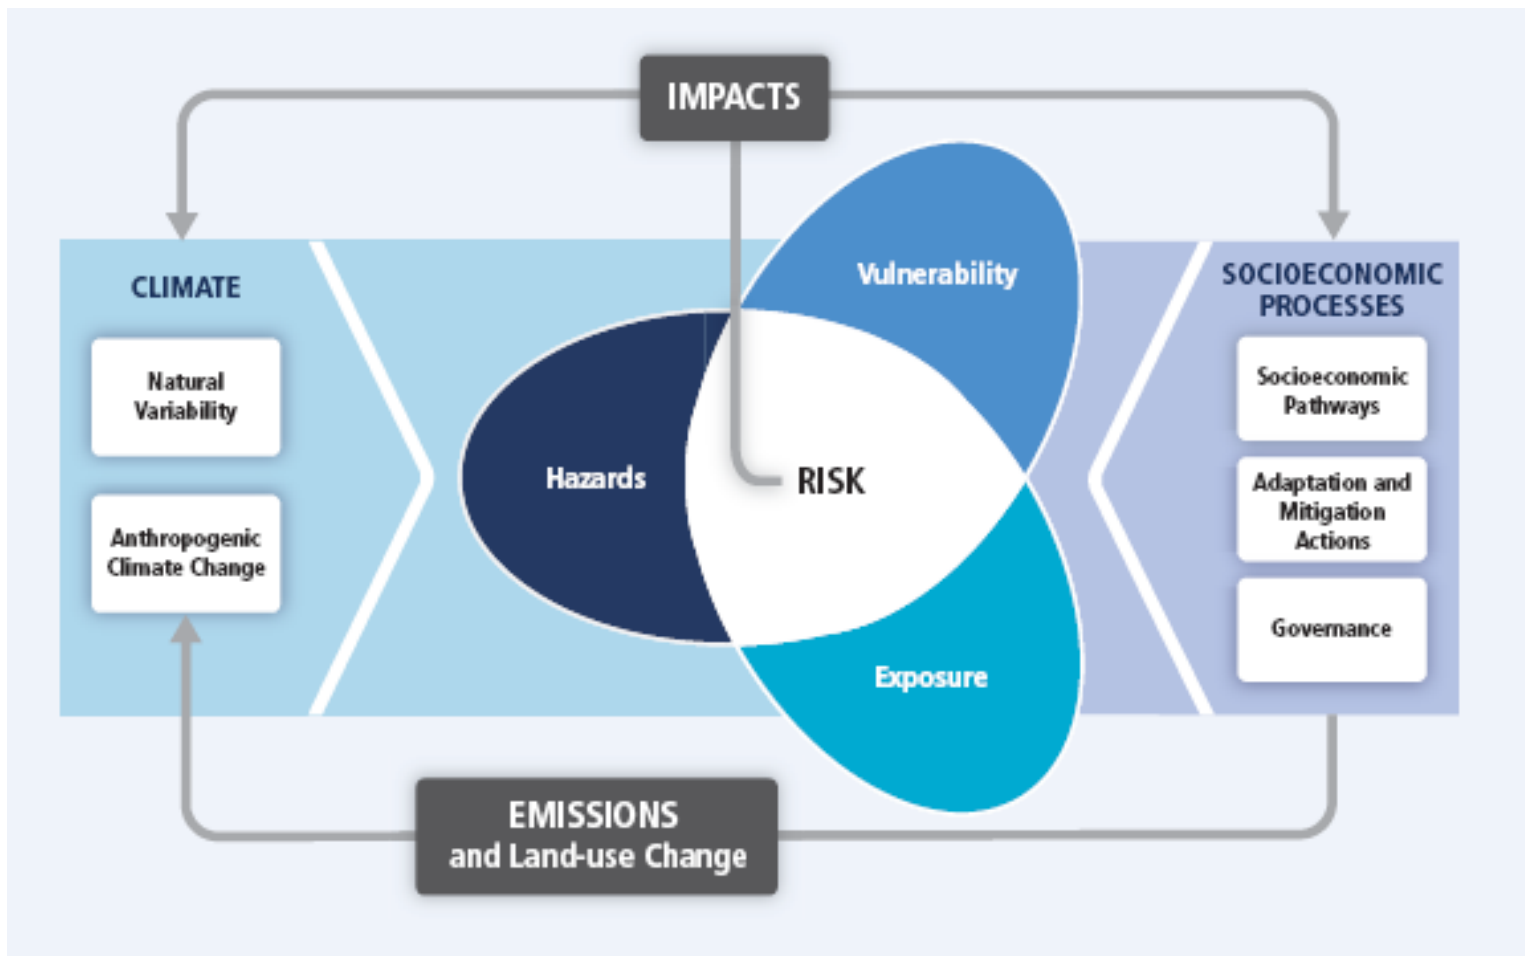 IMPACTS
CLIMATE
Natural
Variability
Anthropogenic
Climate Change
Vulnerability
Hazards
RISK
Exposure
SOCIOECONOMIC
PROCESSES
Socioeconomic
Pathways
Adaptation and
Mitigation
Actions
Governance
EMISSIONS
and Land-use Change